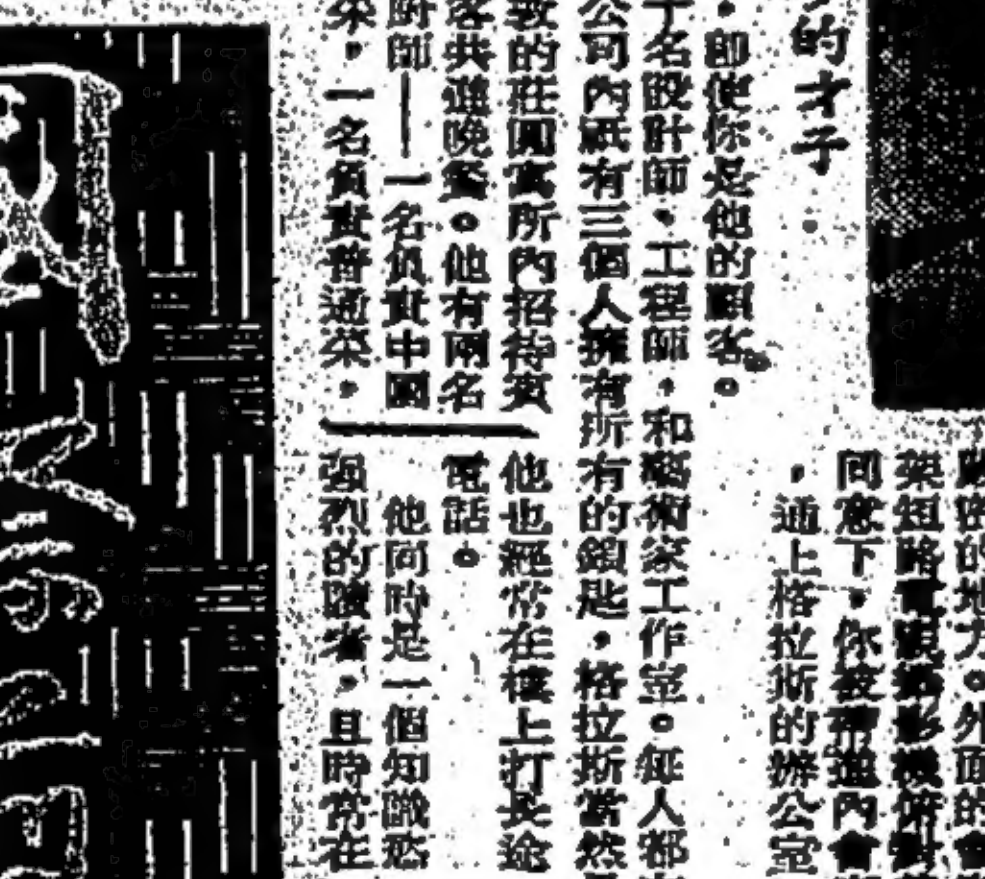 的才子
，即使你是他的顧客。
名設計師，工程師，和藝術家工作室。每人都
公司內祇有三個人擁有所有的鎖匙，格拉斯當然
敦的莊園寓所內招待賓
客共進晚餐。他有兩名
廚師——一名負責中國
菜，一名負責普通菜，
密的地方。外面的會
架短路電視攝影機俯對
同意下，你被帶進內會
，通上格拉斯的辦公室
他也經常在樓上打長途
電話。
他同時是一個知識慾
强烈的讀者，且時常在